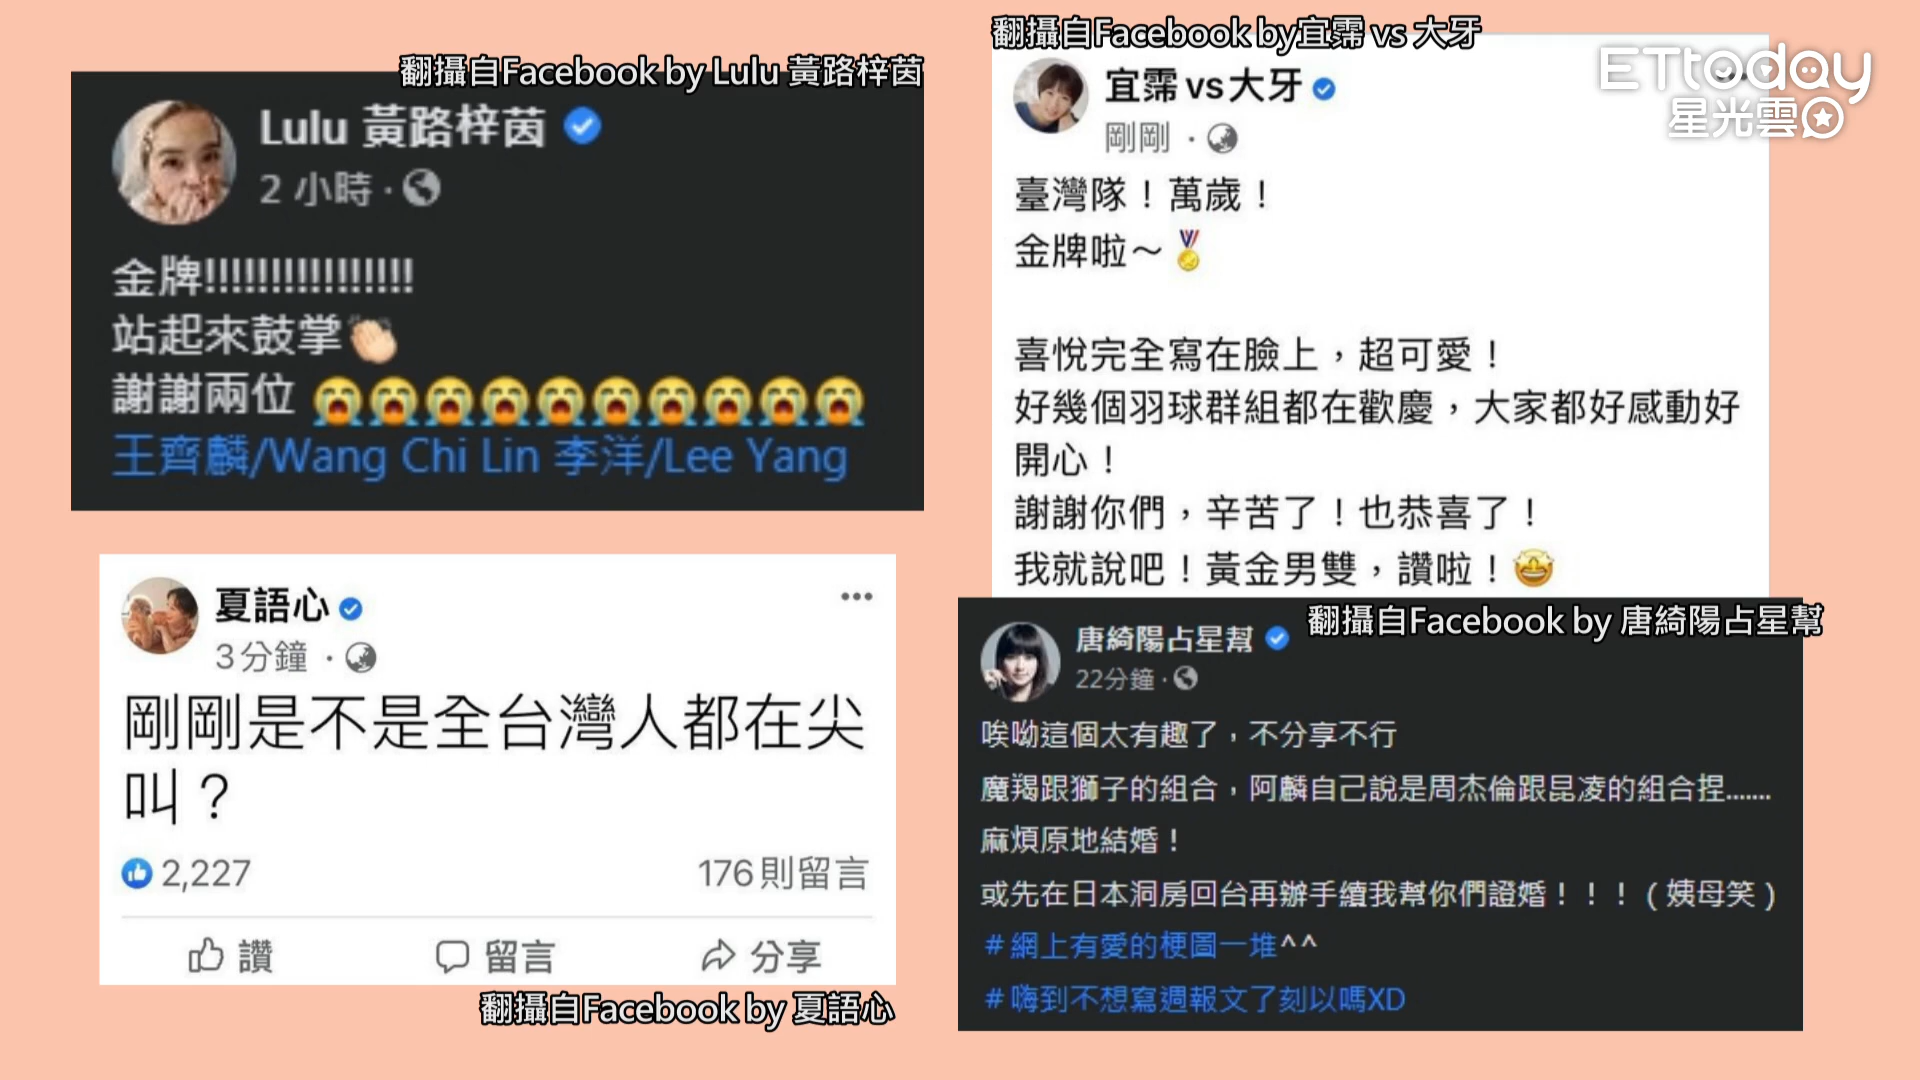 翻攝自Facebook by Lulu 黃路梓茵
Lulu 黃路梓茵
2 小時 ·
金牌!!!!!!!!!!!!!!!!
站起來鼓掌👏🏻
謝謝兩位 😭😭😭😭😭😭😭😭😭😭
王齊麟/Wang Chi Lin 李洋/Lee Yang
夏語心
3分鐘 ·
剛剛是不是全台灣人都在尖
叫？
2,227 176則留言
讚 留言 分享
翻攝自Facebook by 夏語心
翻攝自Facebook by宜霈 vs 大牙
宜霈vs大牙
剛剛 ·
臺灣隊！萬歲！
金牌啦～🏅
喜悅完全寫在臉上，超可愛！
好幾個羽球群組都在歡慶，大家都好感動好
開心！
謝謝你們，辛苦了！也恭喜了！
我就說吧！黃金男雙，讚啦！🤩
翻攝自Facebook by 唐綺陽占星幫
唐綺陽占星幫
22分鐘 ·
唉呦這個太有趣了，不分享不行
魔羯跟獅子的組合，阿麟自己說是周杰倫跟昆凌的組合捏.......
麻煩原地結婚！
或先在日本洞房回台再辦手續我幫你們證婚！！！（姨母笑）
＃網上有愛的梗圖一堆^^
＃嗨到不想寫週報文了刻以嗎XD
ETtoday
星光雲